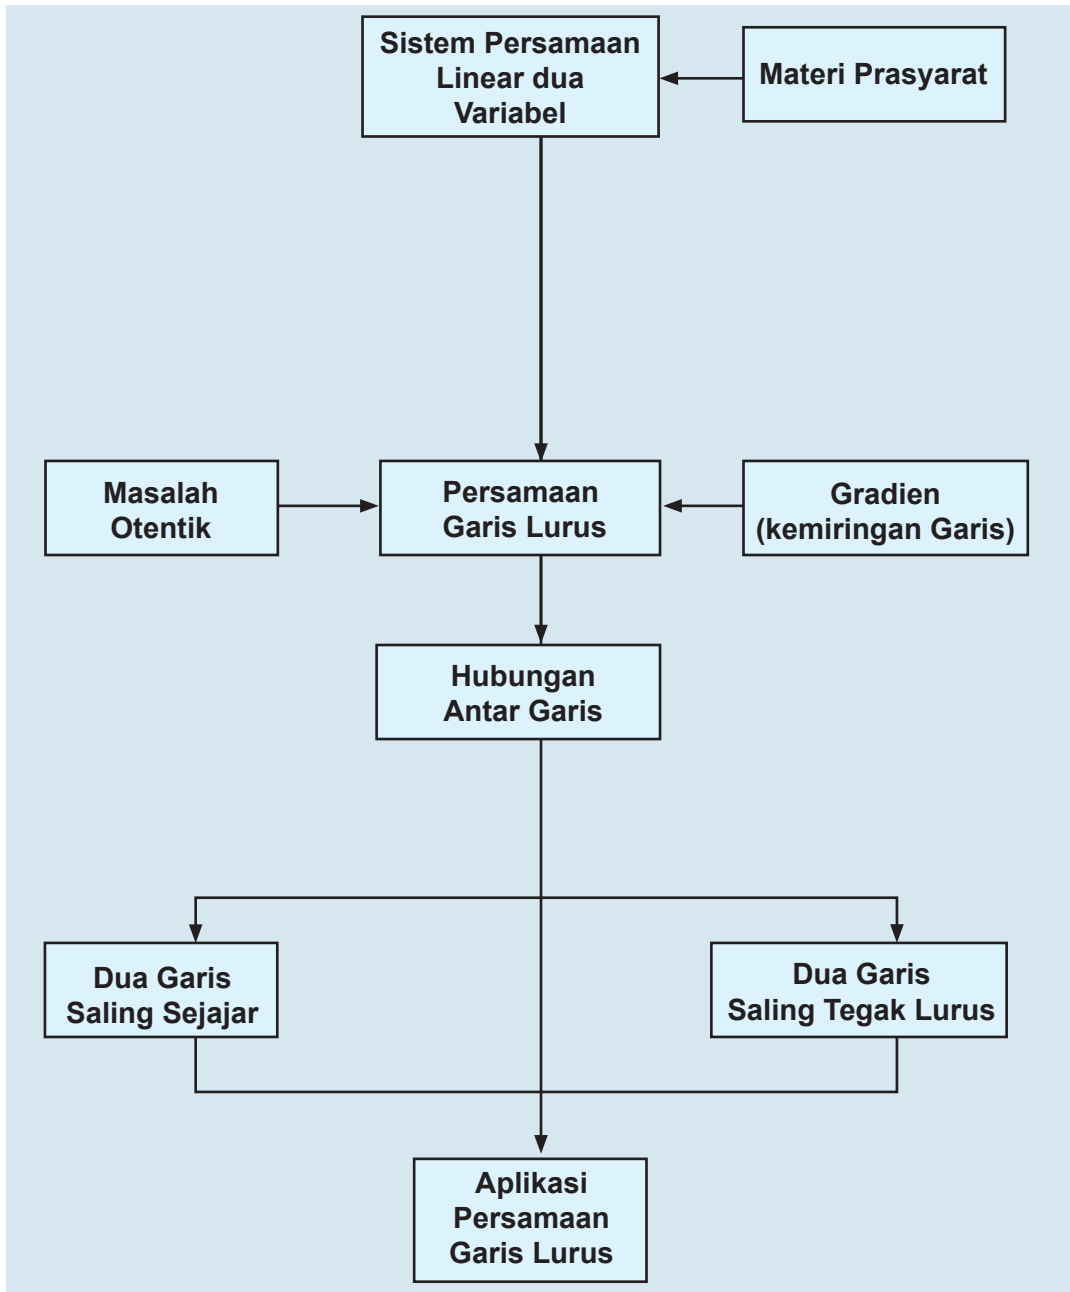 Sistem Persamaan
Linear dua
Variabel
Materi Prasyarat
Masalah
Otentik
Persamaan
Garis Lurus
Gradien
(kemiringan Garis)
Hubungan
Antar Garis
Dua Garis
Saling Sejajar
Dua Garis
Saling Tegak Lurus
Aplikasi
Persamaan
Garis Lurus